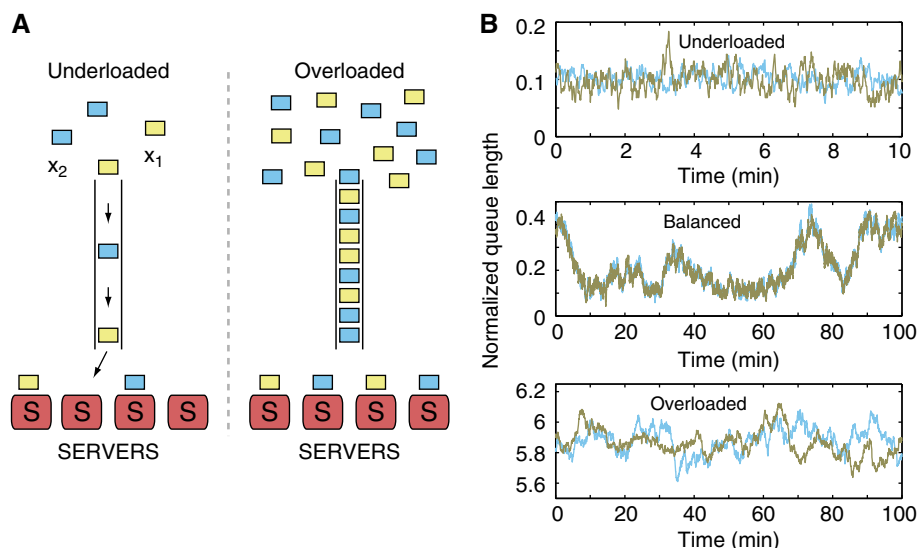 A
Underloaded
x2
x1
S S S S
SERVERS
Overloaded
S S S S
SERVERS
B
Normalized queue length
0.2
0.1
0
Underloaded
0 2 4 6 8 10
Time (min)
0.4
0.2
0
Balanced
0 20 40 60 80 100
Time (min)
6.2
6
5.8
5.6
Overloaded
0 20 40 60 80 100
Time (min)